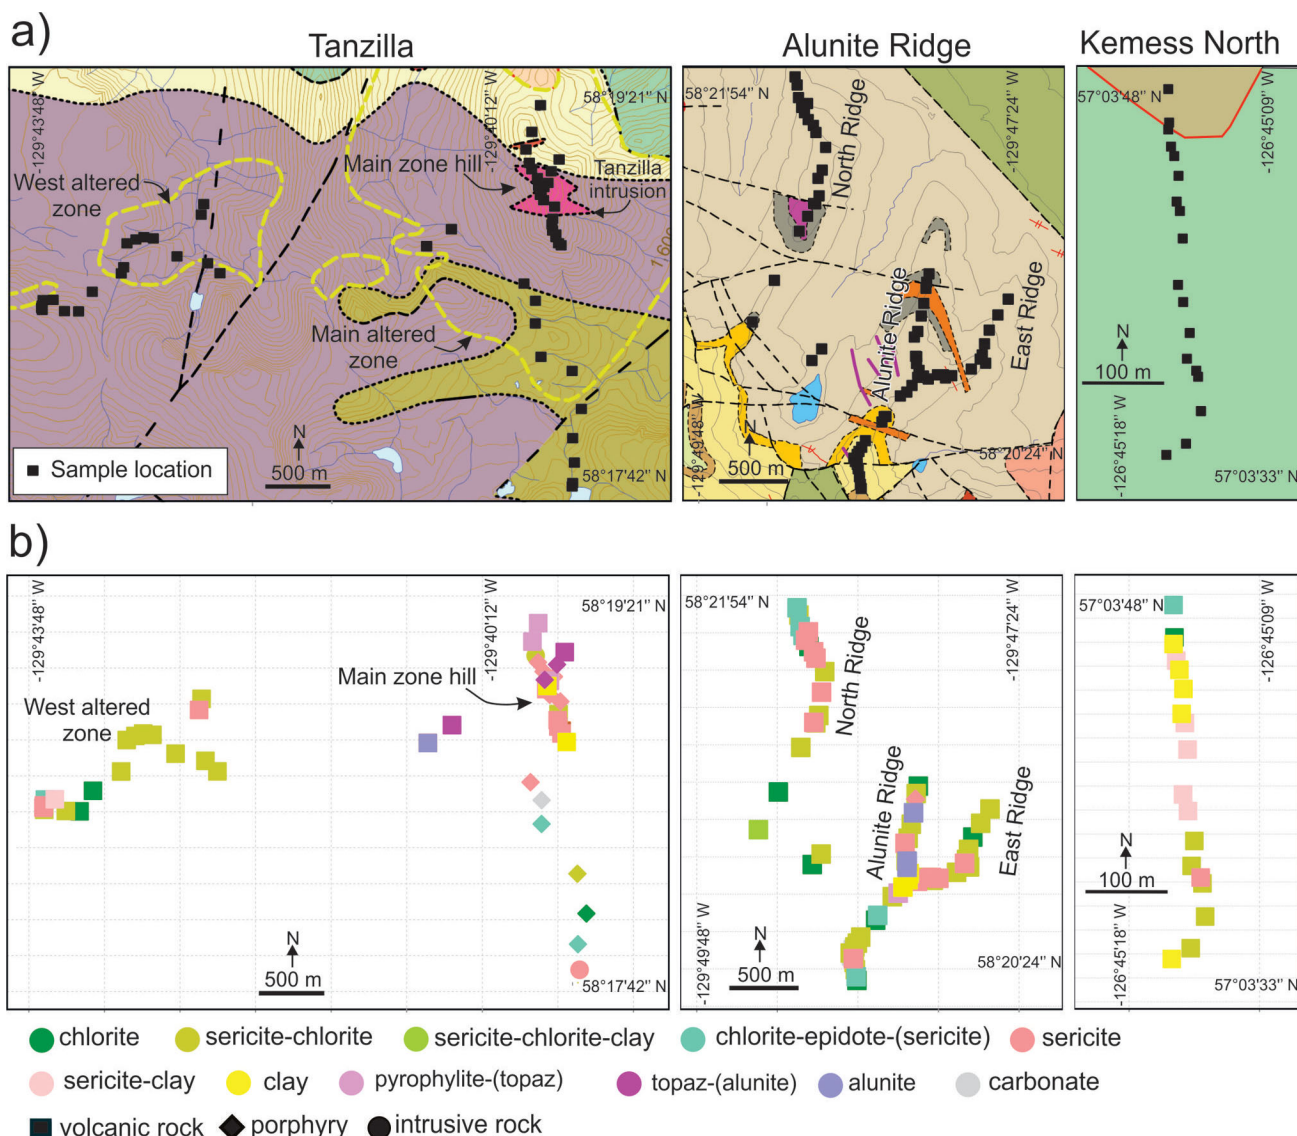 a)
Tanzilla
Alunite Ridge
Kemess North
-129°43'48'' W
-129°40'12'' W
58°19'21'' N
Main zone hill
West altered
zone
Tanzilla
intrusion
1,600
Main altered
zone
N
500 m
Sample location
58°17'42'' N
58°21'54'' N
-129°47'24'' W
North Ridge
Alunite Ridge
East Ridge
-129°49'48'' W
N
500 m
58°20'24'' N
57°03'48'' N
-126°45'09'' W
N
100 m
-126°45'18'' W
57°03'33'' N
b)
-129°43'48'' W
-129°40'12'' W
58°19'21'' N
Main zone hill
West altered
zone
N
500 m
58°17'42'' N
58°21'54'' N
-129°47'24'' W
North Ridge
Alunite Ridge
East Ridge
-129°49'48'' W
N
500 m
58°20'24'' N
57°03'48'' N
-126°45'09'' W
N
100 m
-126°45'18'' W
57°03'33'' N
chlorite sericite-chlorite sericite-chlorite-clay chlorite-epidote-(sericite) sericite
sericite-clay clay pyrophylite-(topaz) topaz-(alunite) alunite carbonate
volcanic rock porphyry intrusive rock